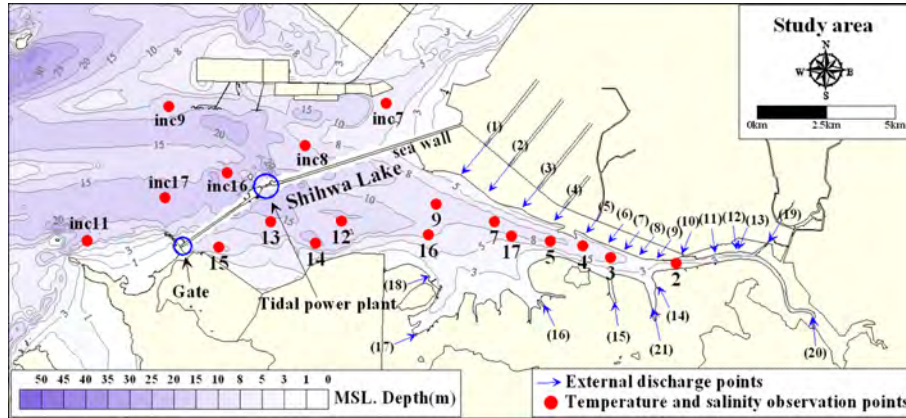 Study area
N
W E
S
0km 2.5km 5km
inc9
inc7
inc8
inc16
inc17
inc11
sea wall
Shihwa Lake
(1)
(2)
(3)
(4)
(5)
(6) (7)
(8)
(9)
(10)
(11)
(12)
(13)
(19)
9
7
17
5
4
3
2
16
12
13
14
15
Gate
Tidal power plant
(18)
(17)
(16)
(15)
(14)
(21)
(20)
50 45 40 35 30 25 20 15 10 8 5 3 1 0
MSL. Depth(m)
External discharge points
Temperature and salinity observation points